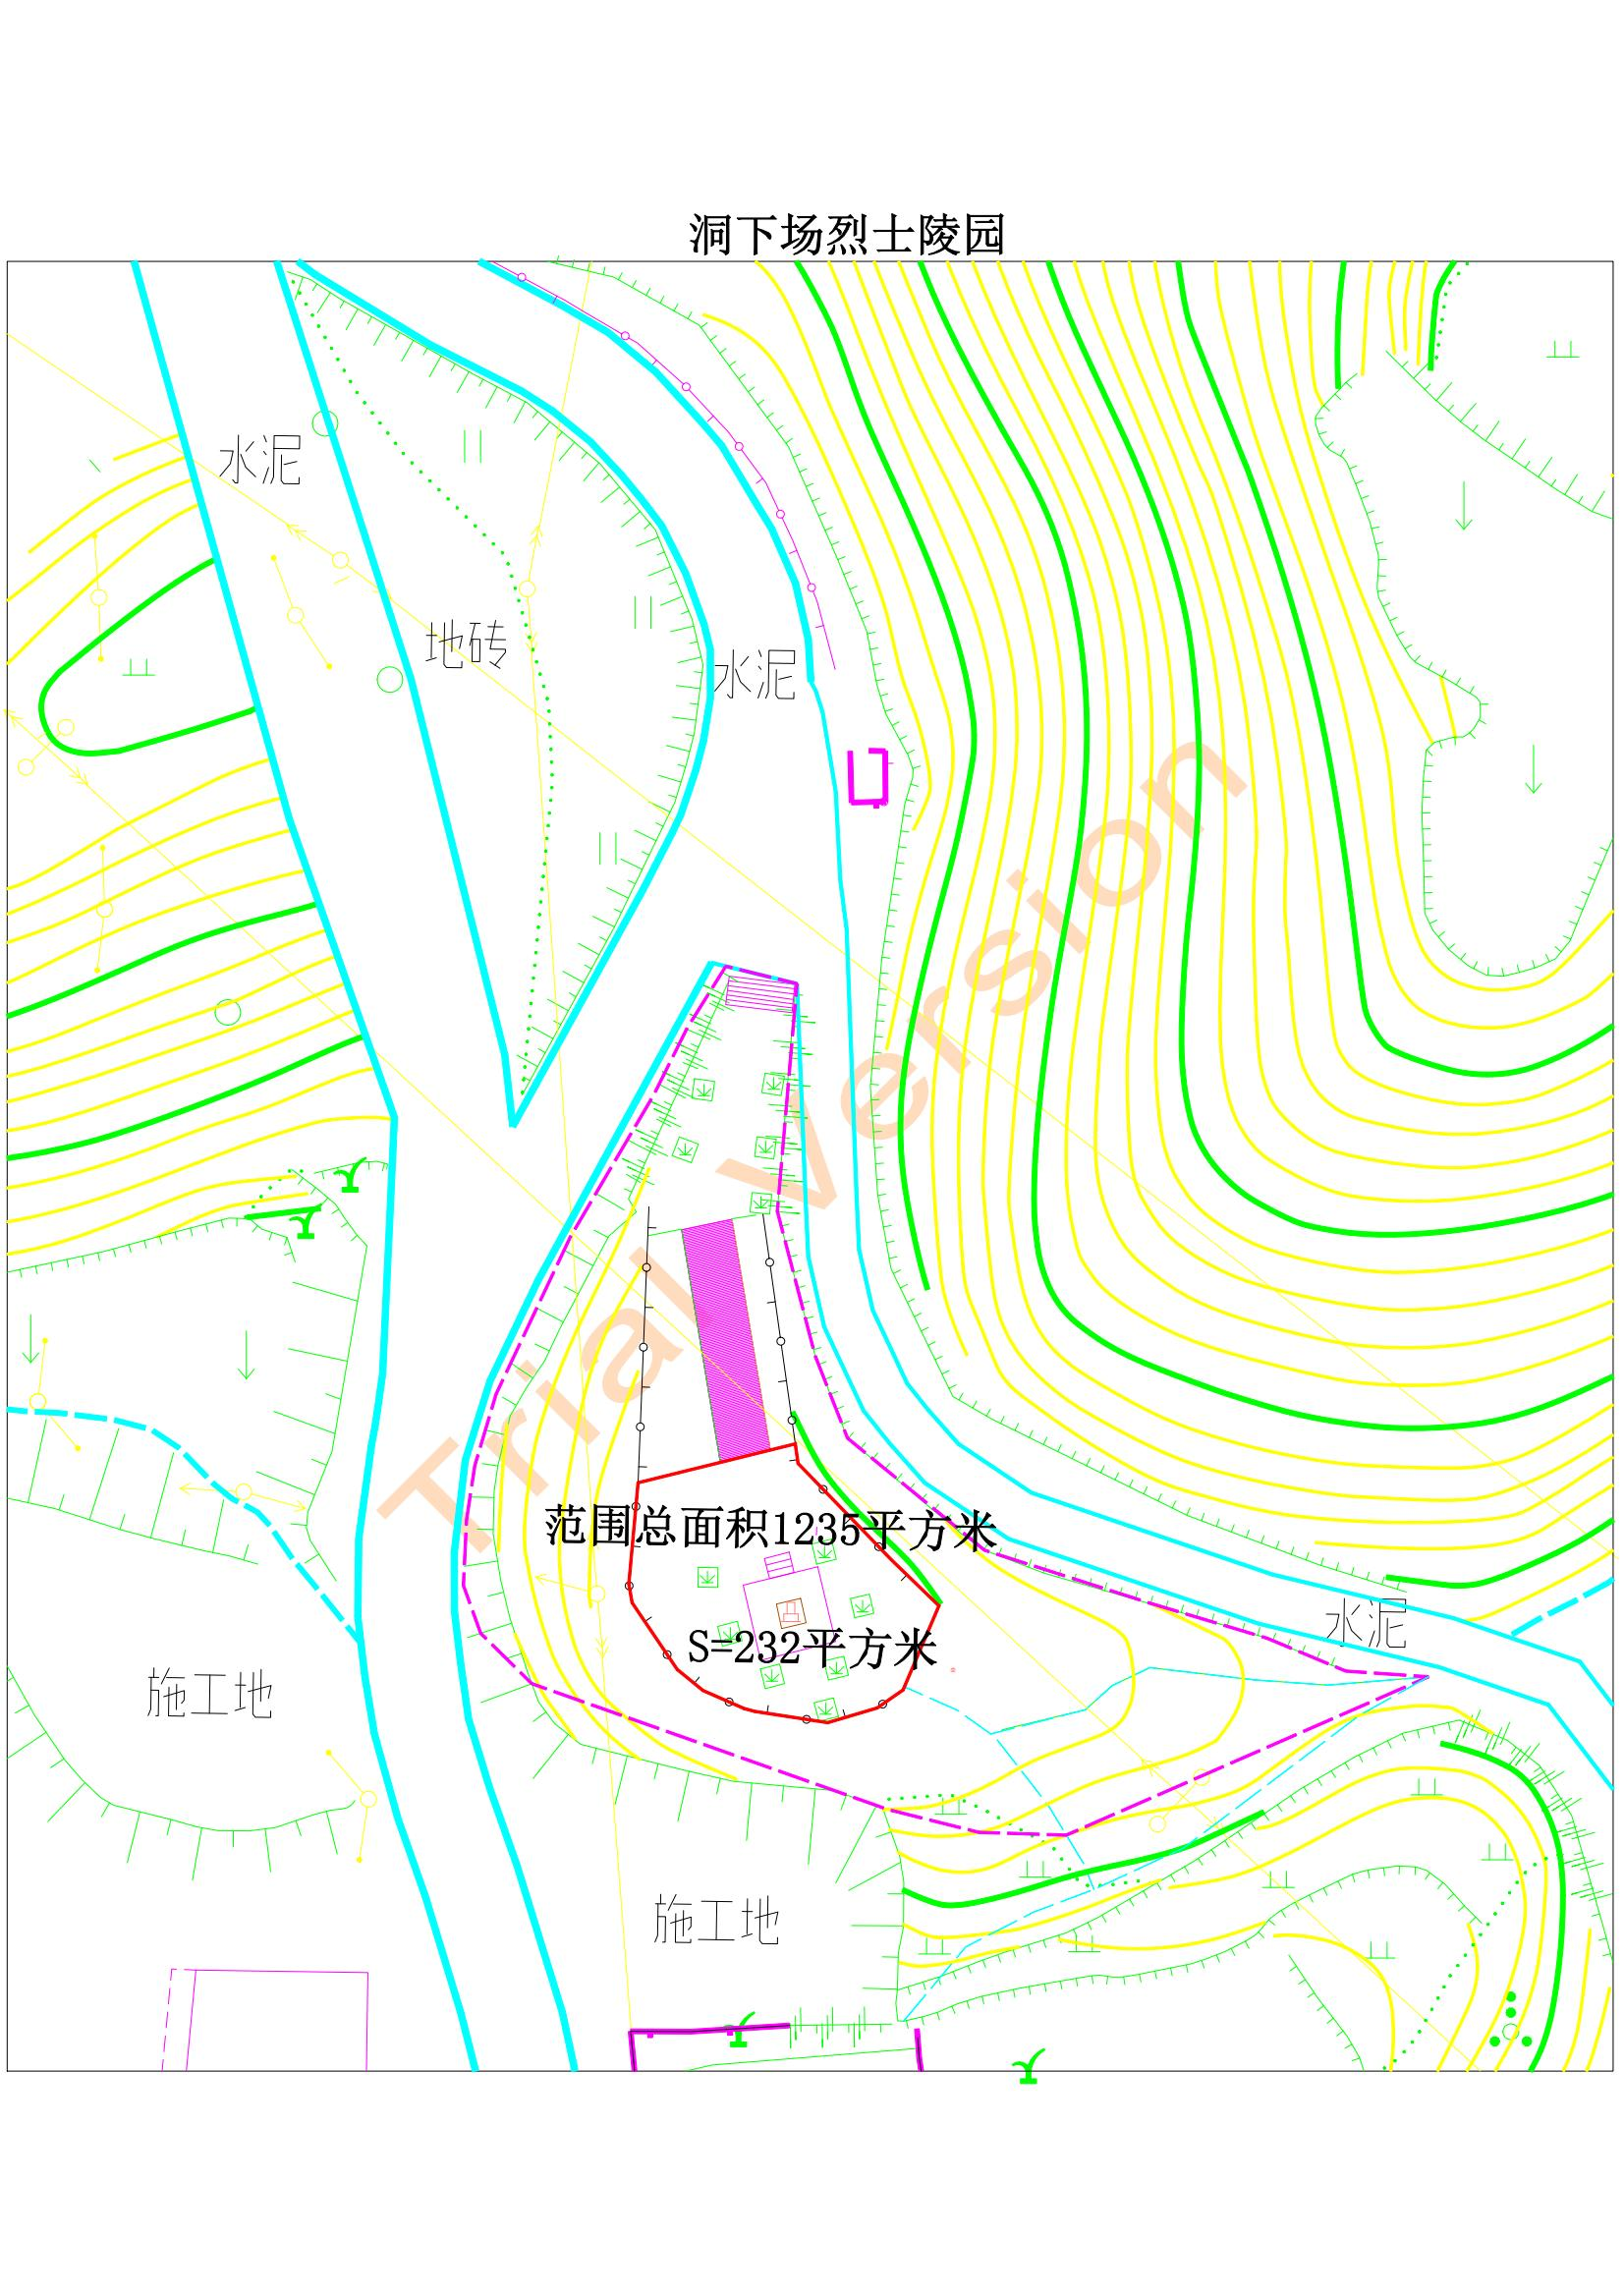 洞下场烈士陵园
水泥
地砖
水泥
Trial Version
范围总面积1235平方米
水泥
S=232平方米
施工地
施工地